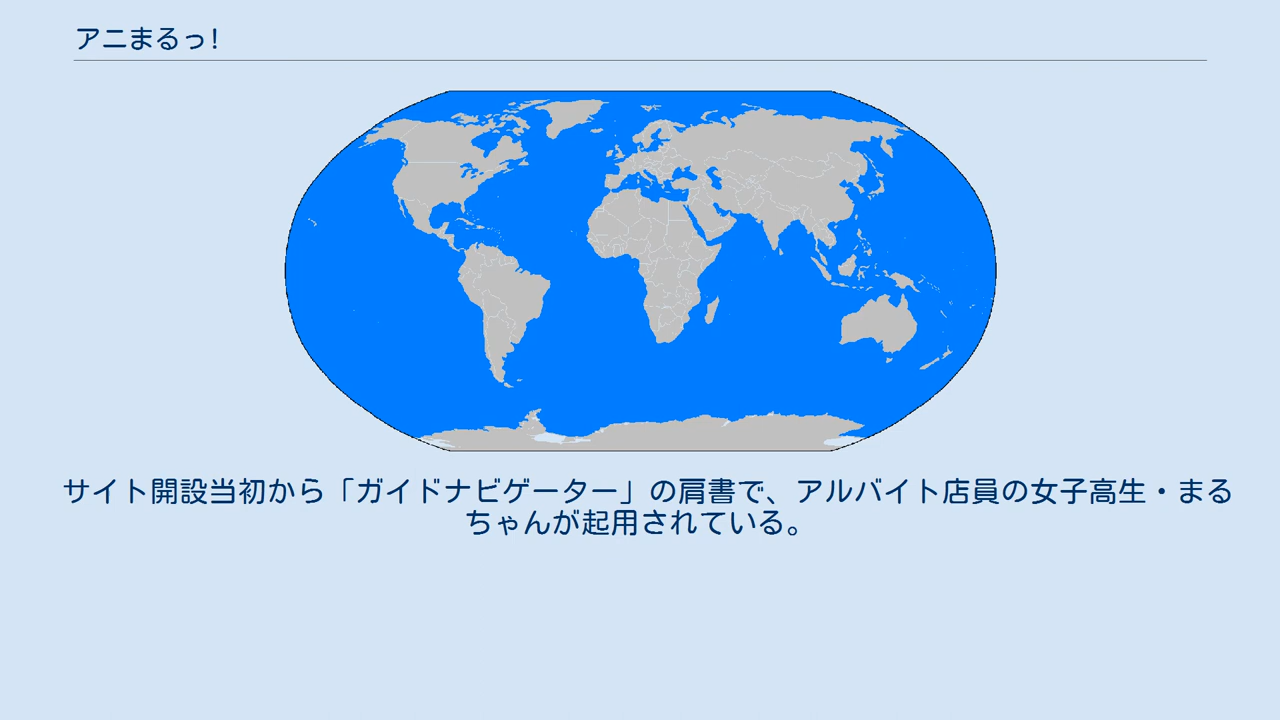 アニまるっ!
サイト開設当初から「ガイドナビゲーター」の肩書で、アルバイト店員の女子高生・まる
ちゃんが起用されている。